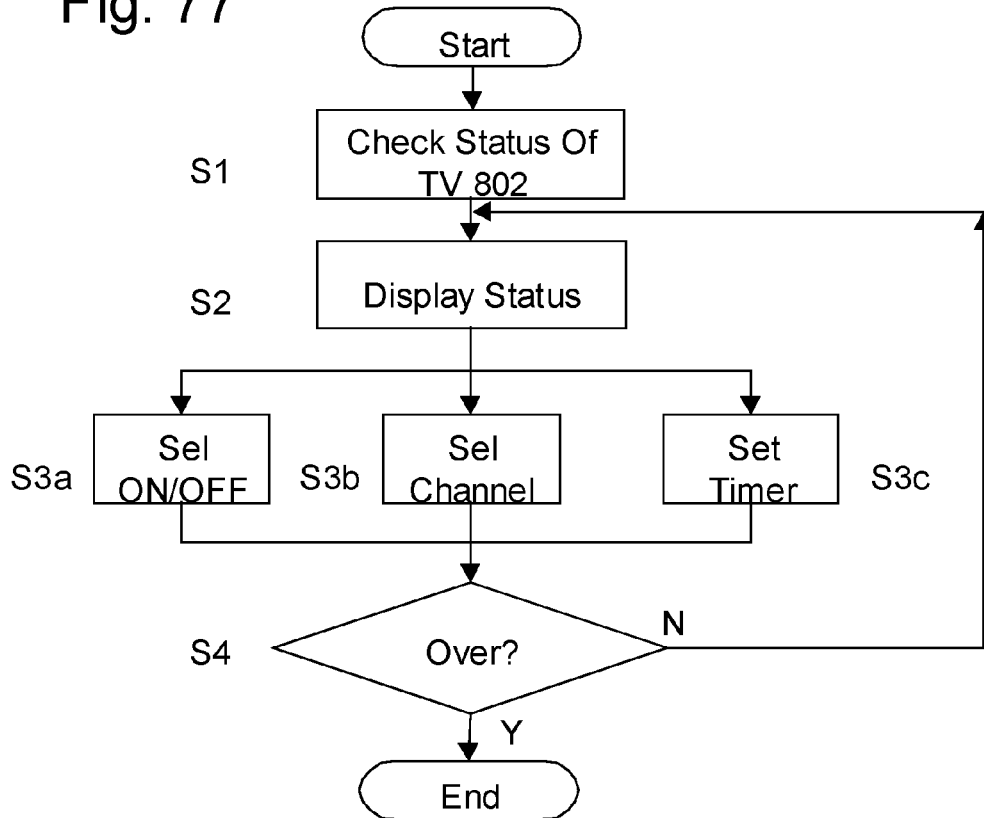 Fig. 77
Start
S1
Check Status Of
TV 802
S2
Display Status
S3a
Sel
ON/OFF
S3b
Sel
Channel
Set
Timer
S3c
S4
Over?
N
Y
End